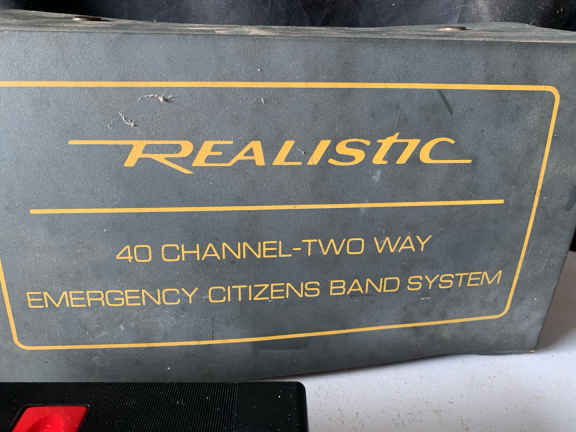 REALISTIC
40 CHANNEL-TWO WAY
EMERGENCY CITIZENS BAND SYSTEM